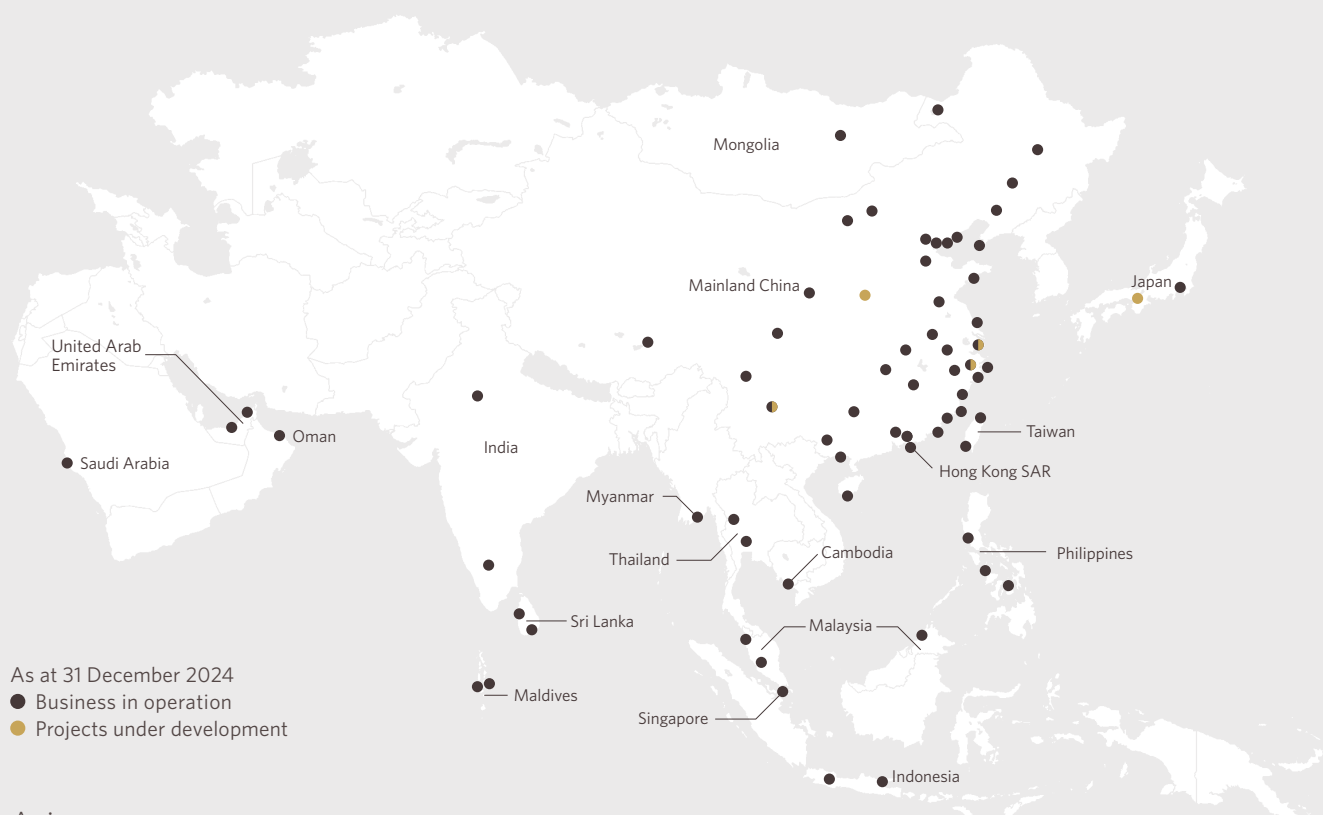 Mongolia
Mainland China
Japan
United Arab
Emirates
Oman
Saudi Arabia
India
Taiwan
Hong Kong SAR
Myanmar
Thailand
Cambodia
Philippines
Sri Lanka
Malaysia
Maldives
Singapore
Indonesia
As at 31 December 2024
Business in operation
Projects under development